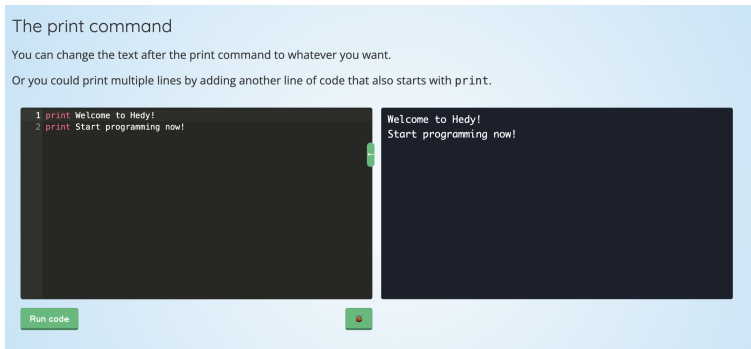 The print command
You can change the text after the print command to whatever you want.
Or you could print multiple lines by adding another line of code that also starts with print.
1 print Welcome to Hedy!
2 print Start programming now!
Welcome to Hedy!
Start programming now!
Run code